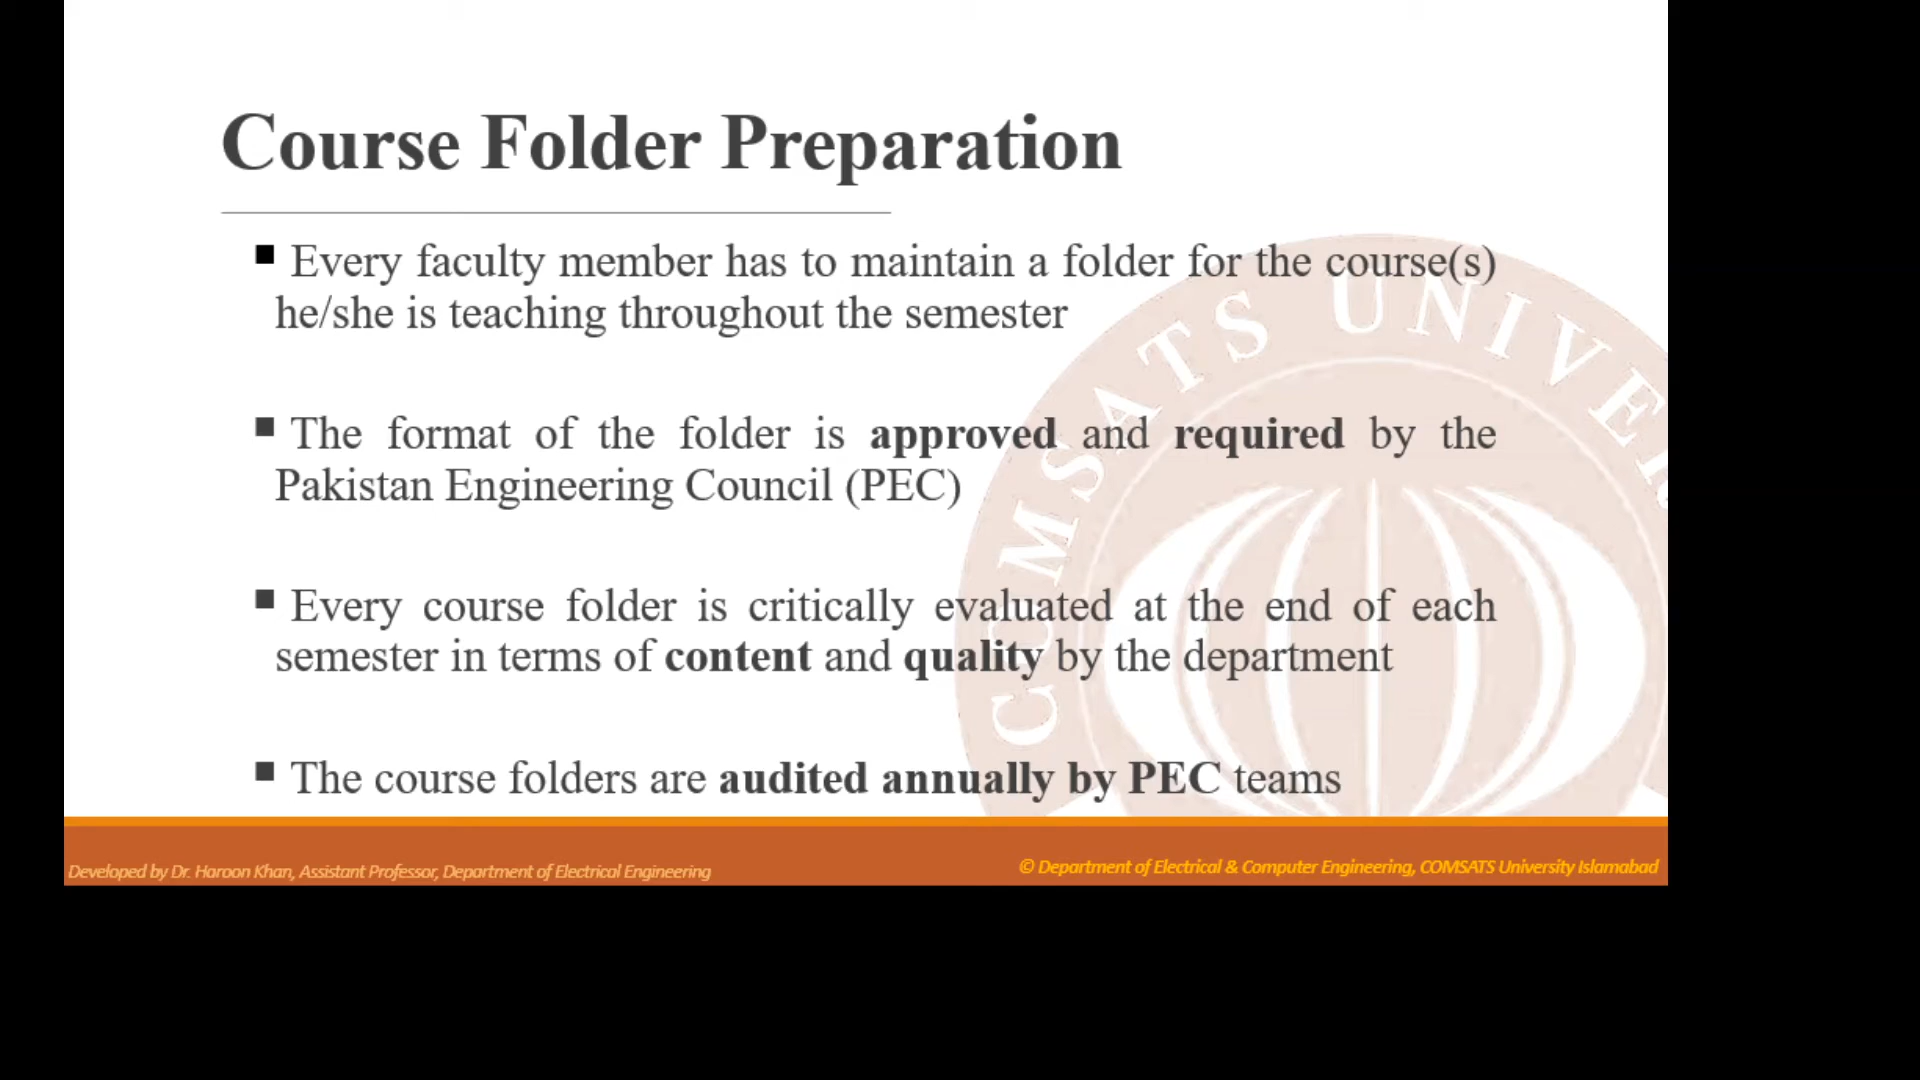 Course Folder Preparation
Every faculty member has to maintain a folder for the course(s)
he/she is teaching throughout the semester
The format of the folder is approved and required by the
Pakistan Engineering Council (PEC)
Every course folder is critically evaluated at the end of each
semester in terms of content and quality by the department
The course folders are audited annually by PEC teams
COMSATS UNIVER
Developed by Dr. Haroon Khan, Assistant Professor, Department of Electrical Engineering
© Department of Electrical & Computer Engineering, COMSATS University Islamabad